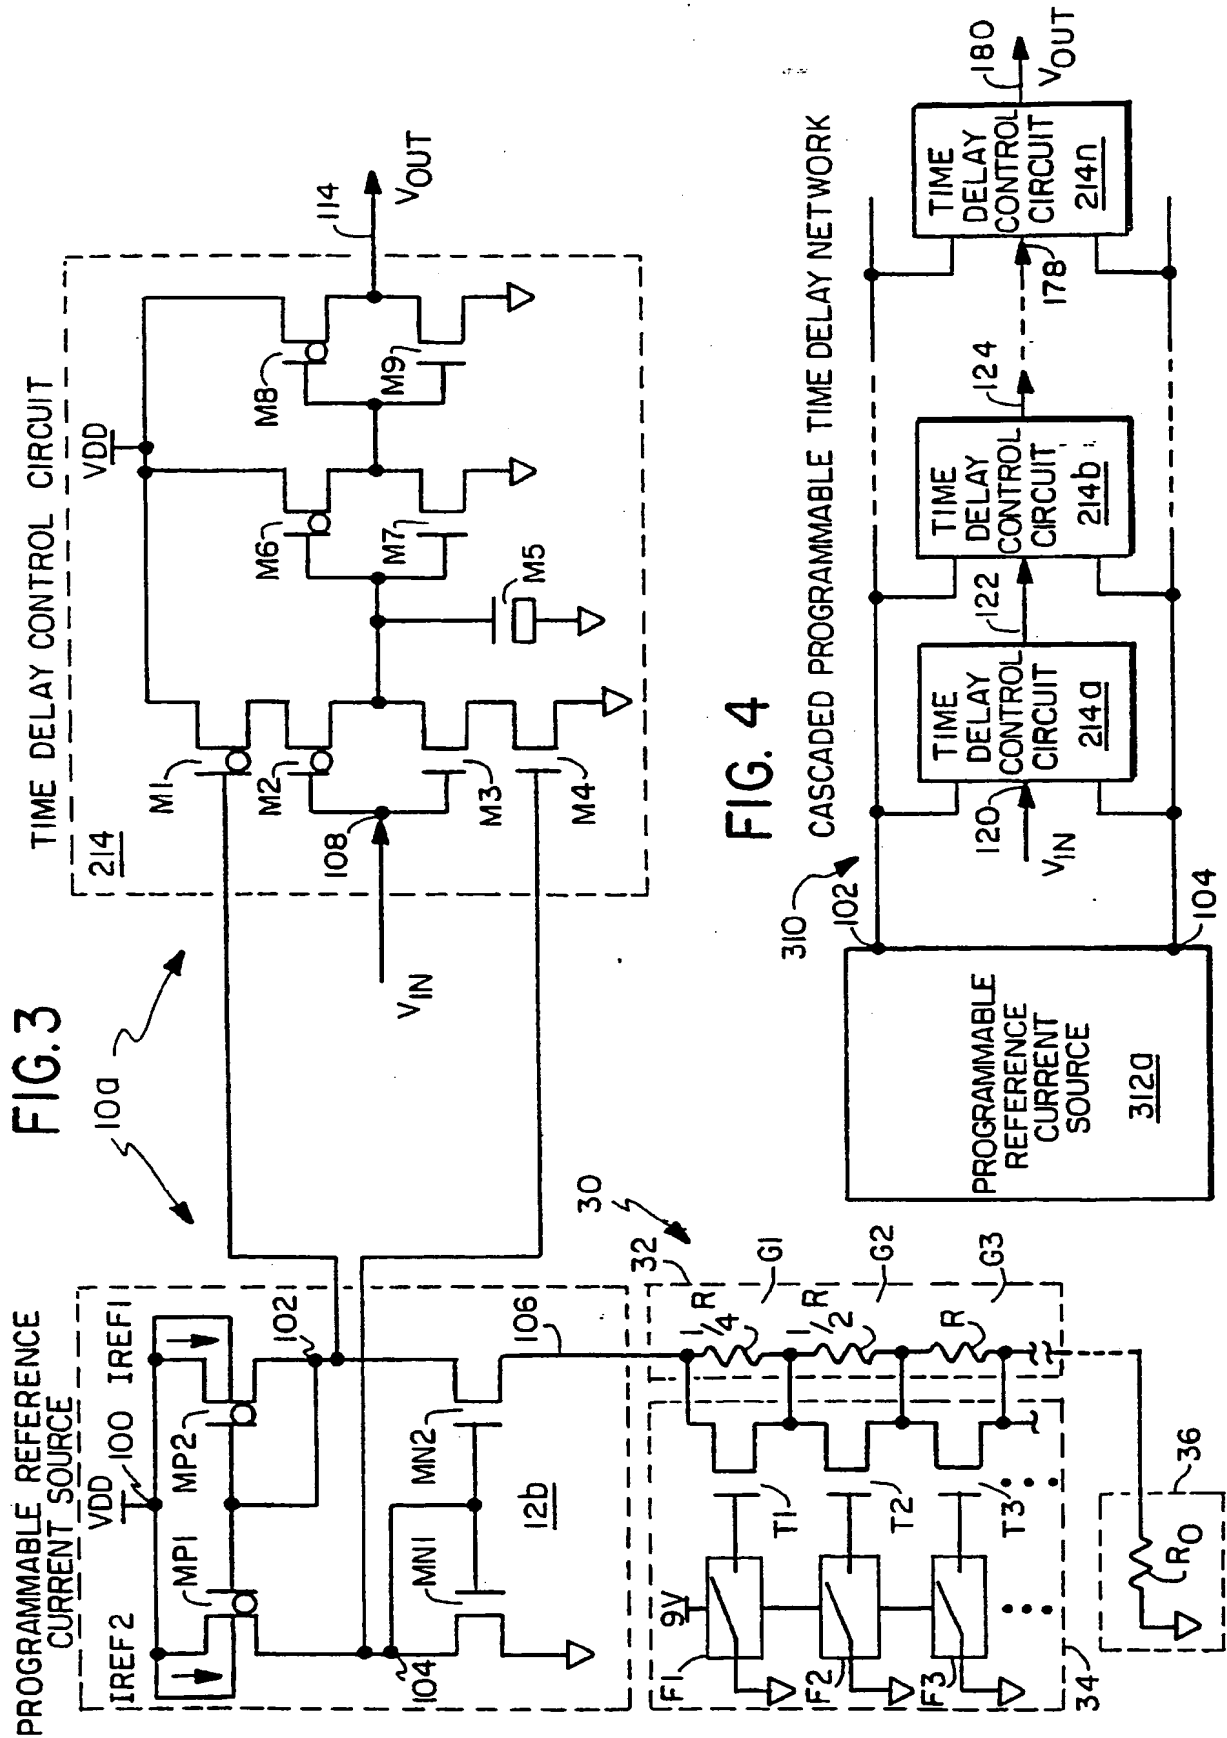 FIG. 3
10a
PROGRAMMABLE REFERENCE
CURRENT SOURCE
IREF2
VDD
100
IREF1
MP1
MP2
102
104
MN1
MN2
12b
106
TIME DELAY CONTROL CIRCUIT
214
VDD
M1
M2
108
VIN
M3
M4
M5
M6
M7
M8
M9
114
VOUT
30
32
9V
F1
T1
1/4 R
G1
F2
T2
1/2 R
G2
F3
T3
R
G3
34
36
RO
FIG. 4
CASCADED PROGRAMMABLE TIME DELAY NETWORK
310
PROGRAMMABLE
REFERENCE
CURRENT
SOURCE
312a
102
104
120
VIN
TIME
DELAY
CONTROL
CIRCUIT
214a
122
TIME
DELAY
CONTROL
CIRCUIT
214b
124
178
TIME
DELAY
CONTROL
CIRCUIT
214n
180
VOUT